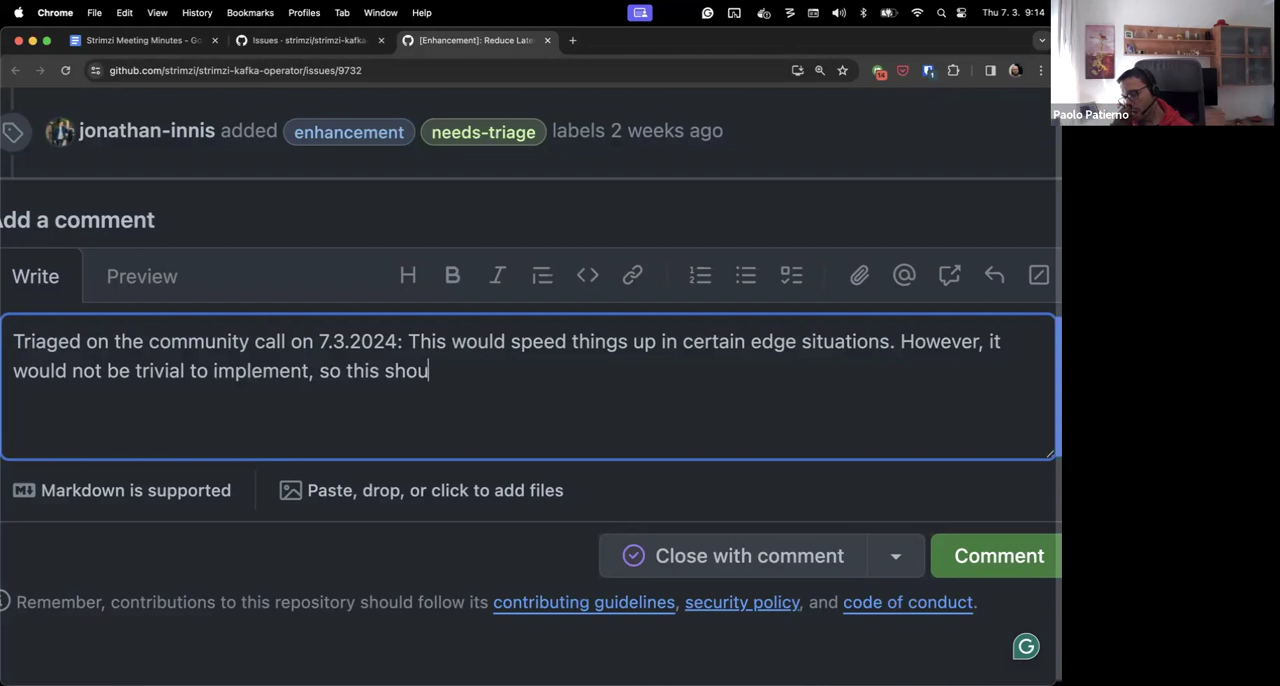 Chrome File Edit View History Bookmarks Profiles Tab Window Help Thu 7. 3. 9:14
Strimzi Meeting Minutes - Go Issues · strimzi/strimzi-kafka- [Enhancement]: Reduce Late
github.com/strimzi/strimzi-kafka-operator/issues/9732
14
1
Paolo Patierno
jonathan-innis added enhancement needs-triage labels 2 weeks ago
Add a comment
Write Preview
Triaged on the community call on 7.3.2024: This would speed things up in certain edge situations. However, it
would not be trivial to implement, so this shou
Markdown is supported Paste, drop, or click to add files
Close with comment Comment
Remember, contributions to this repository should follow its contributing guidelines, security policy, and code of conduct.